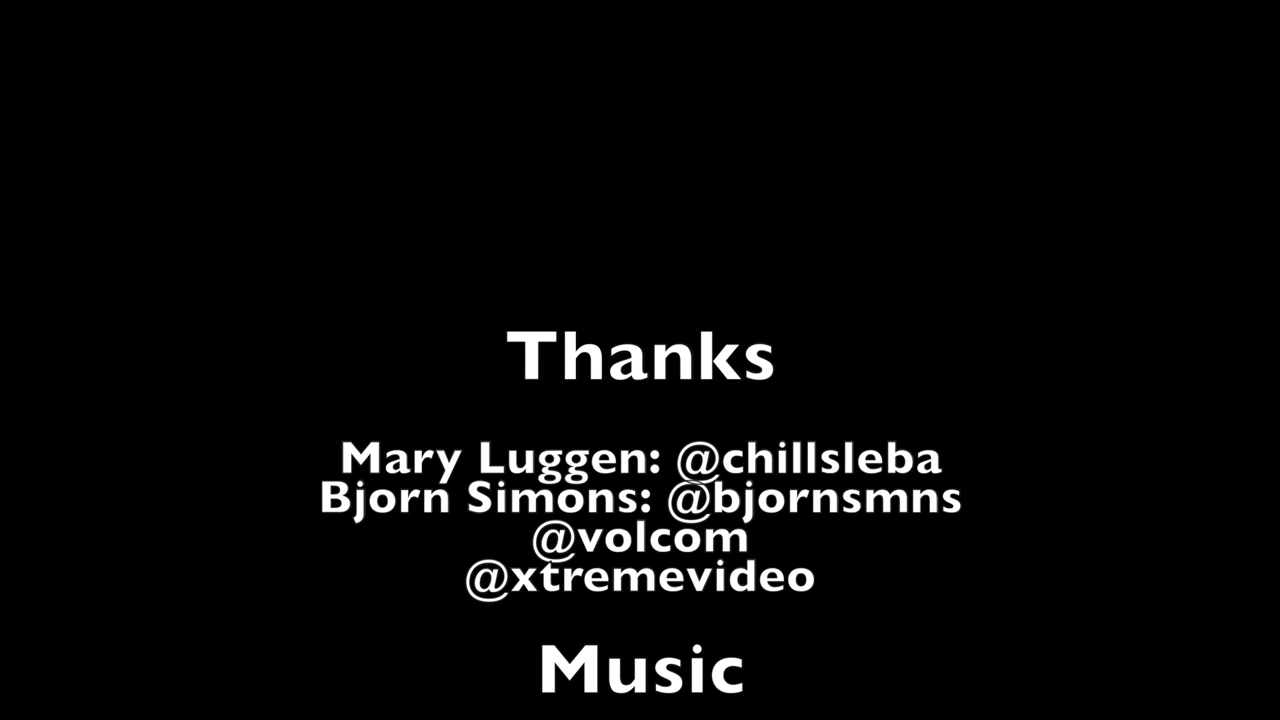 Thanks
Mary Luggen: @chillsleba
Bjorn Simons: @bjornsmns
@volcom
@xtremevideo
Music